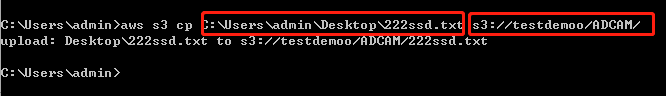 C:\Users\admin>aws s3 cp C:\Users\admin\Desktop\222ssd.txt s3://testdemoo/ADCAM/
upload: Desktop\222ssd.txt to s3://testdemoo/ADCAM/222ssd.txt
C:\Users\admin>